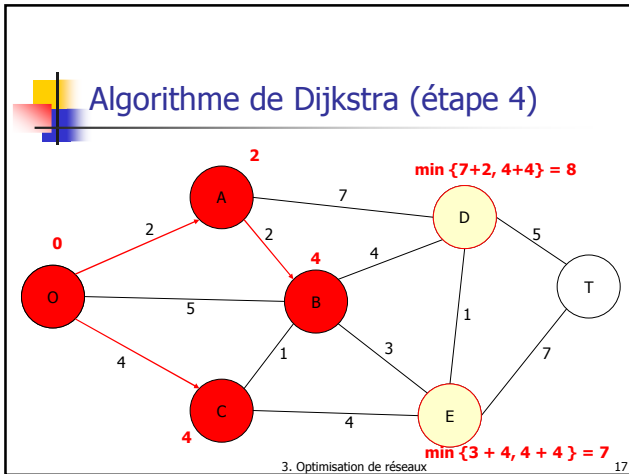 Algorithme de Dijkstra (étape 4)
2
min {7+2, 4+4} = 8
A
7
D
2
2
5
0
4
4
O
5
B
T
1
4
1
3
7
C
4
E
4
min {3 + 4, 4 + 4 } = 7
3. Optimisation de réseaux
17